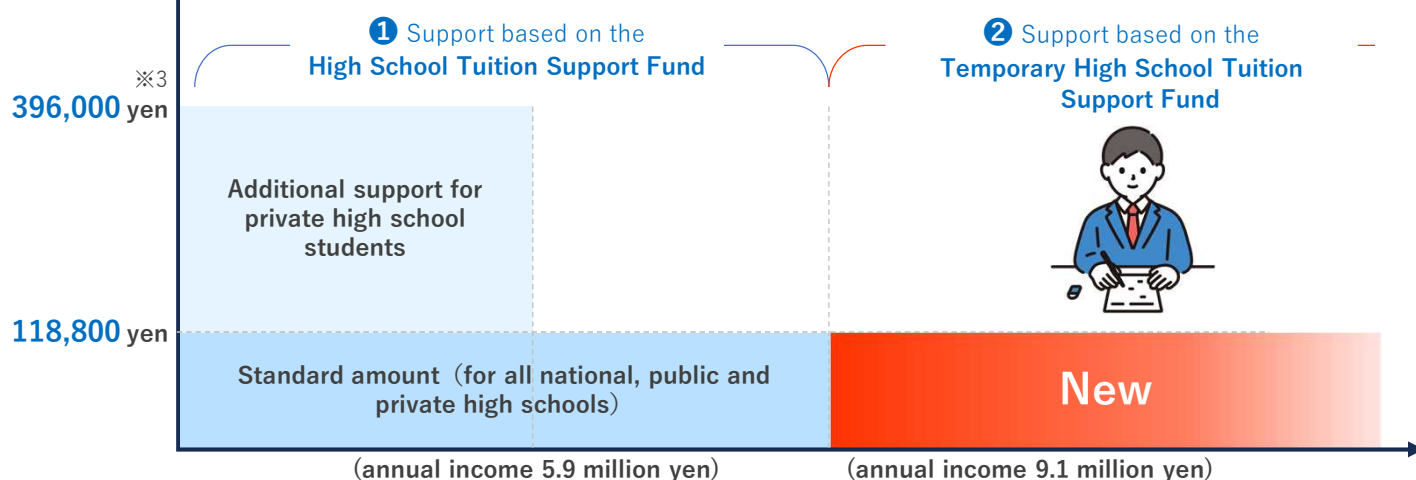 ❶ Support based on the
High School Tuition Support Fund
❷ Support based on the
Temporary High School Tuition
Support Fund
※3
396,000 yen
Additional support for
private high school
students
118,800 yen
Standard amount（for all national, public and
private high schools）
New
（annual income 5.9 million yen）
（annual income 9.1 million yen）